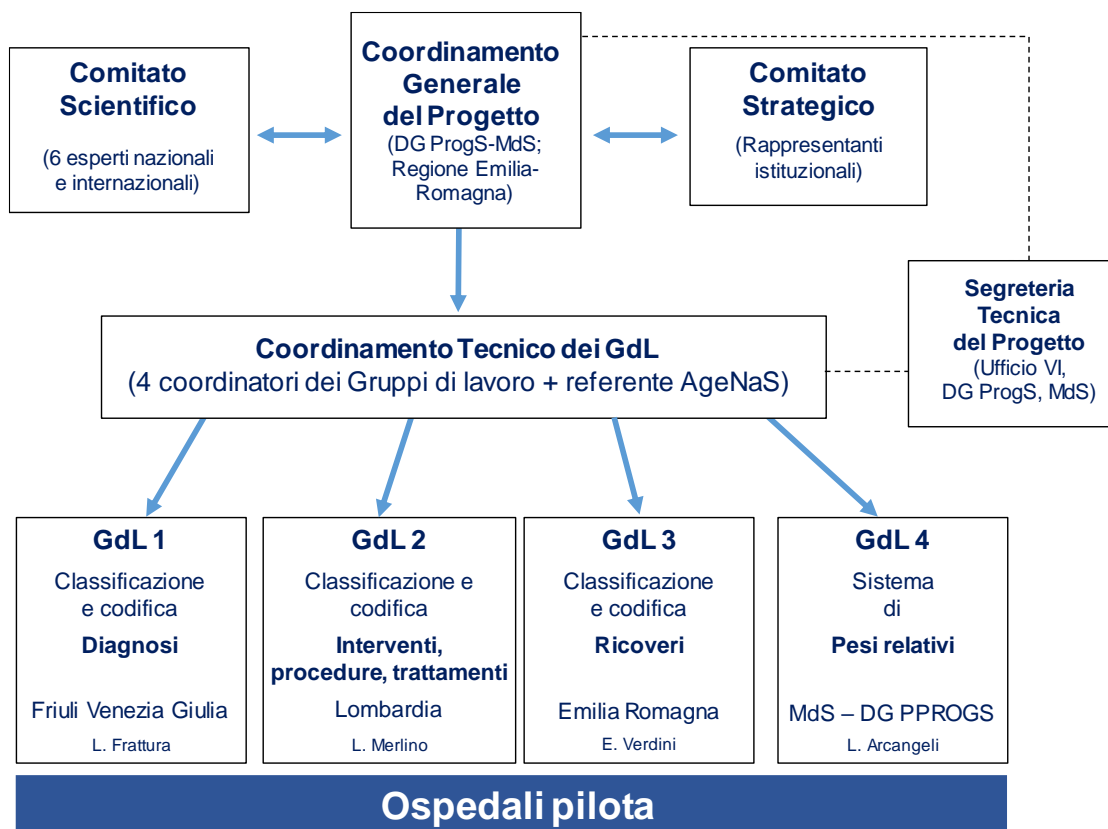 Comitato
Scientifico
(6 esperti nazionali
e internazionali)
Coordinamento
Generale
del Progetto
(DG ProgS-MdS;
Regione Emilia-
Romagna)
Comitato
Strategico
(Rappresentanti
istituzionali)
Segreteria
Tecnica
del Progetto
(Ufficio VI,
DG ProgS, MdS)
Coordinamento Tecnico dei GdL
(4 coordinatori dei Gruppi di lavoro + referente AgeNaS)
GdL 1
Classificazione
e codifica
Diagnosi
Friuli Venezia Giulia
L. Frattura
GdL 2
Classificazione e
codifica
Interventi,
procedure, trattamenti
Lombardia
L. Merlino
GdL 3
Classificazione
e codifica
Ricoveri
Emilia Romagna
E. Verdini
GdL 4
Sistema
di
Pesi relativi
MdS – DG PPROGS
L. Arcangeli
Ospedali pilota